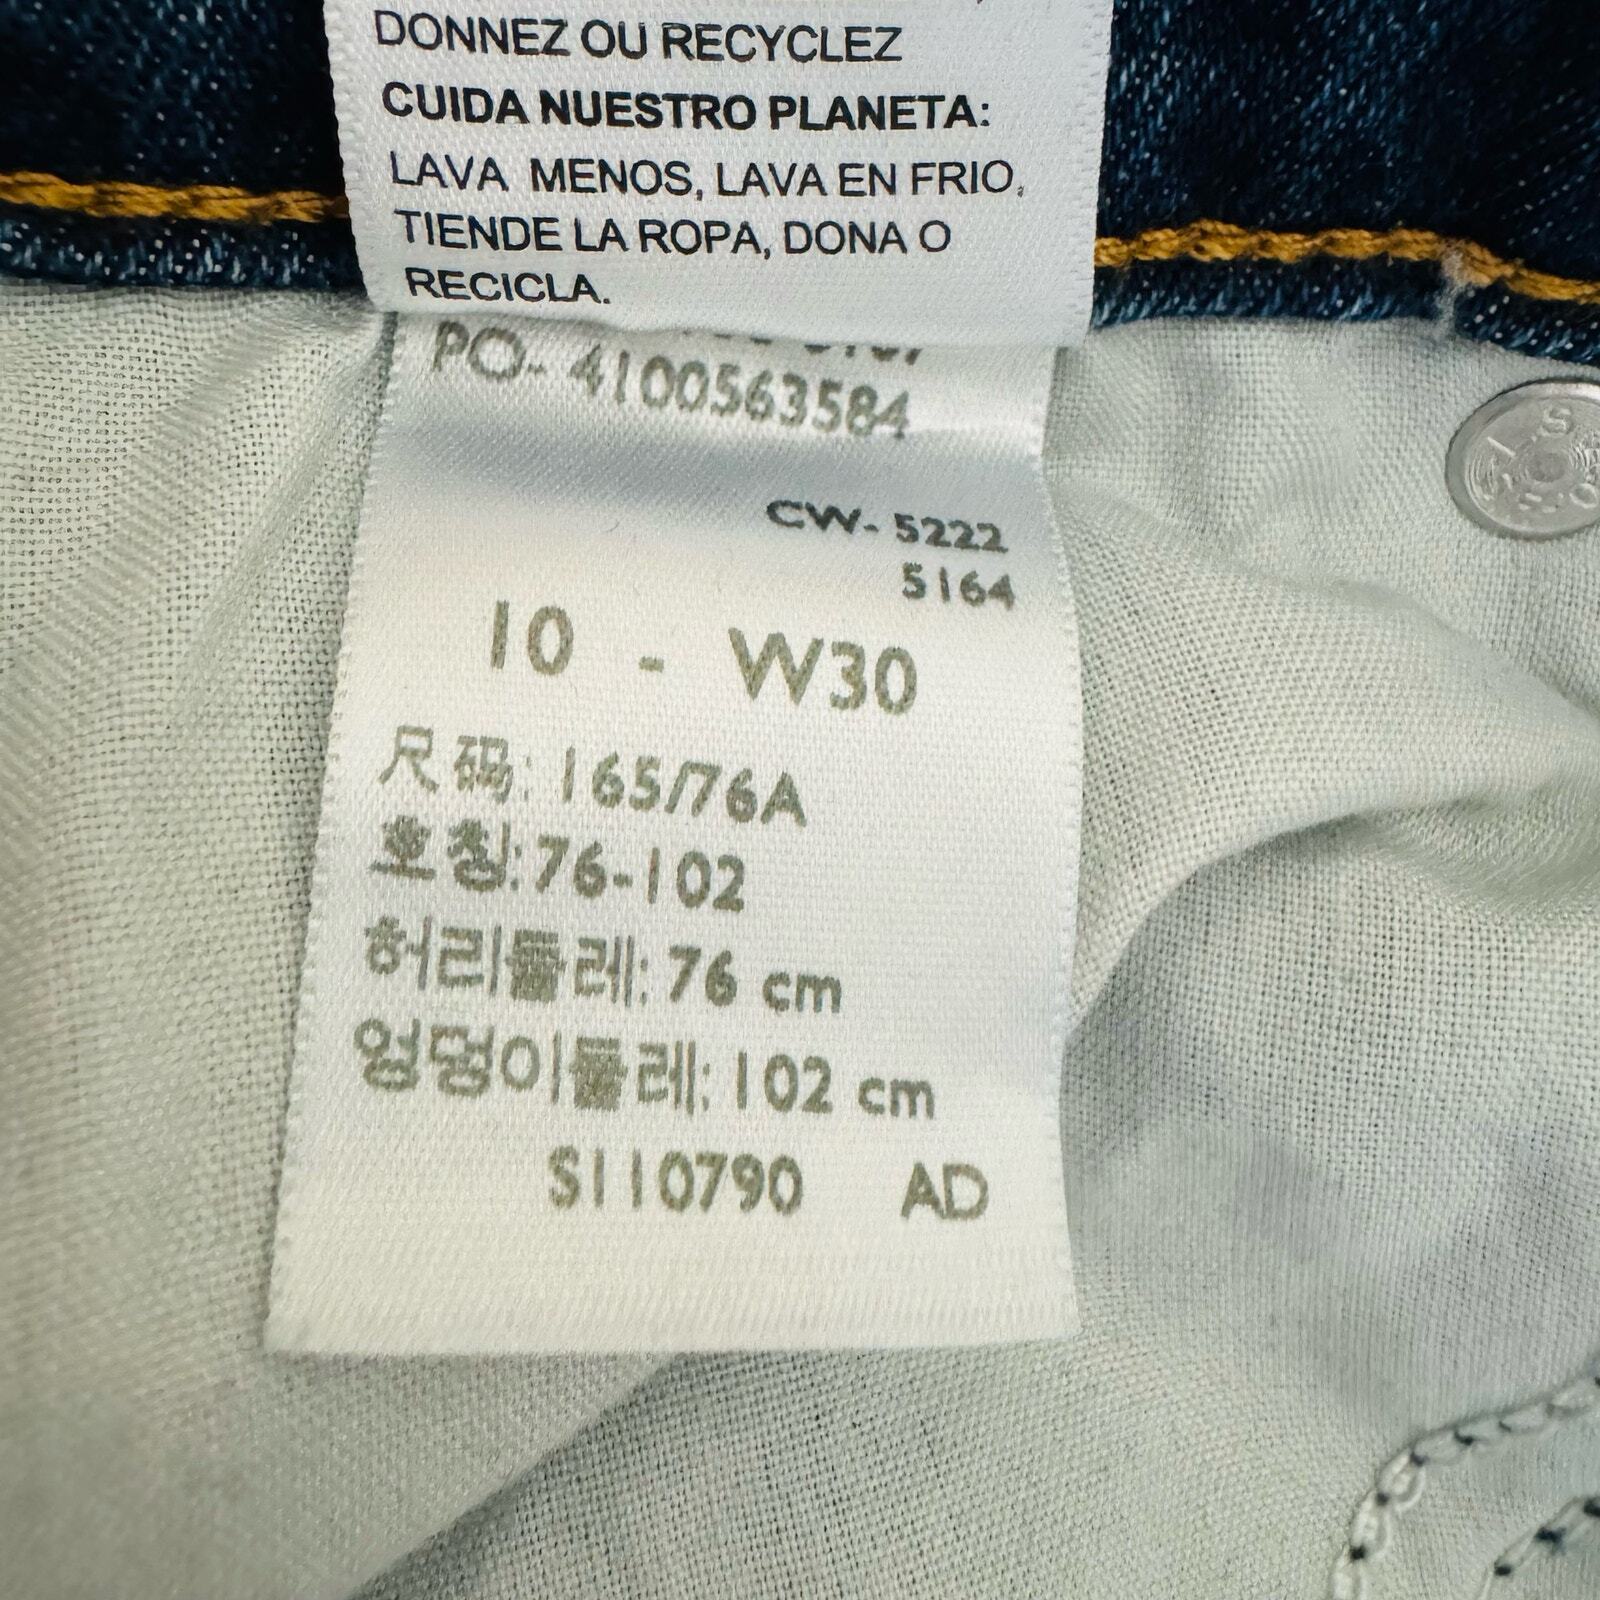 DONNEZ OU RECYCLEZ
CUIDA NUESTRO PLANETA:
LAVA MENOS, LAVA EN FRIO,
TIENDE LA ROPA, DONA O
RECICLA.
PO- 4100563584
CW- 5222
5164
10 - W30
尺码: 165/76A
호칭: 76-102
허리둘레: 76 cm
엉덩이둘레: 102 cm
S110790 AD